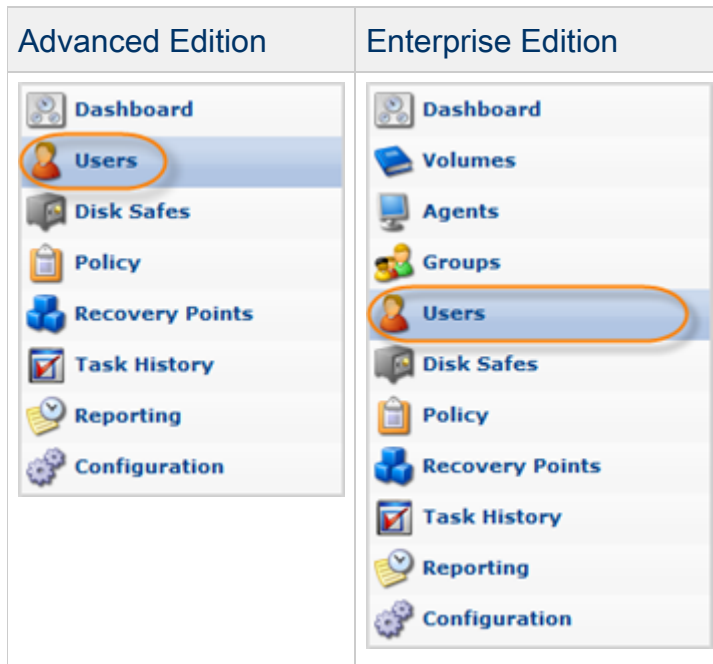 Advanced Edition
Dashboard
Users
Disk Safes
Policy
Recovery Points
Task History
Reporting
Configuration
Enterprise Edition
Dashboard
Volumes
Agents
Groups
Users
Disk Safes
Policy
Recovery Points
Task History
Reporting
Configuration